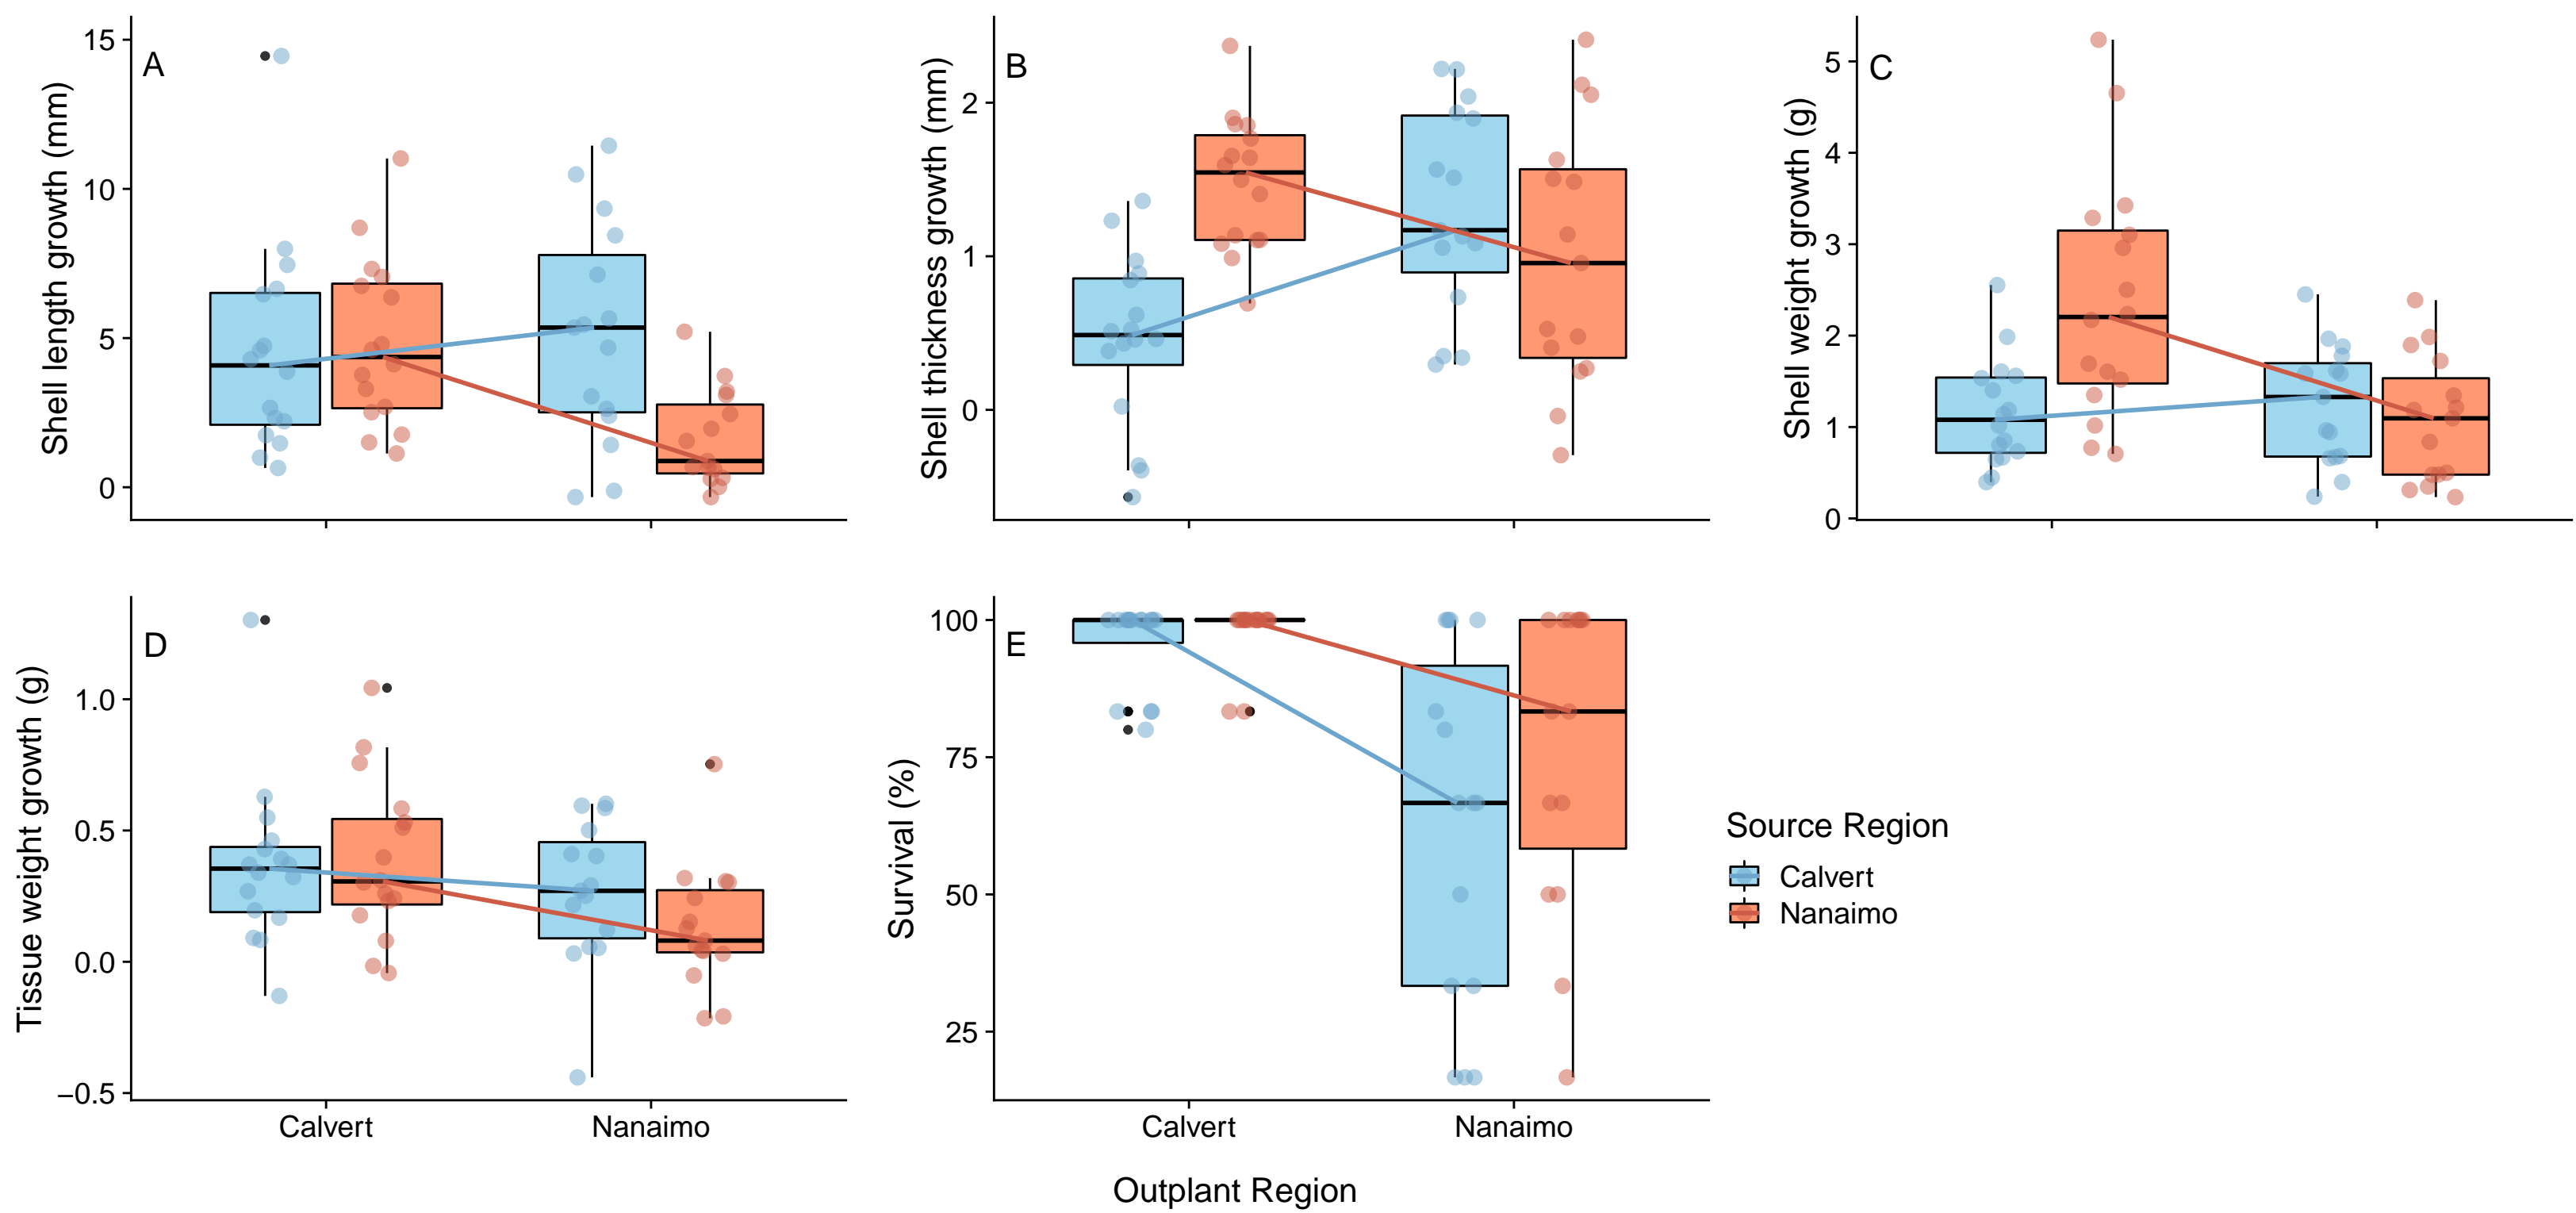 A
Shell length growth (mm)
15
10
5
0
B
Shell thickness growth (mm)
2
1
0
C
Shell weight growth (g)
5
4
3
2
1
0
D
Tissue weight growth (g)
1.0
0.5
0.0
−0.5
Calvert
Nanaimo
E
Survival (%)
100
75
50
25
Calvert
Nanaimo
Source Region
Calvert
Nanaimo
Outplant Region